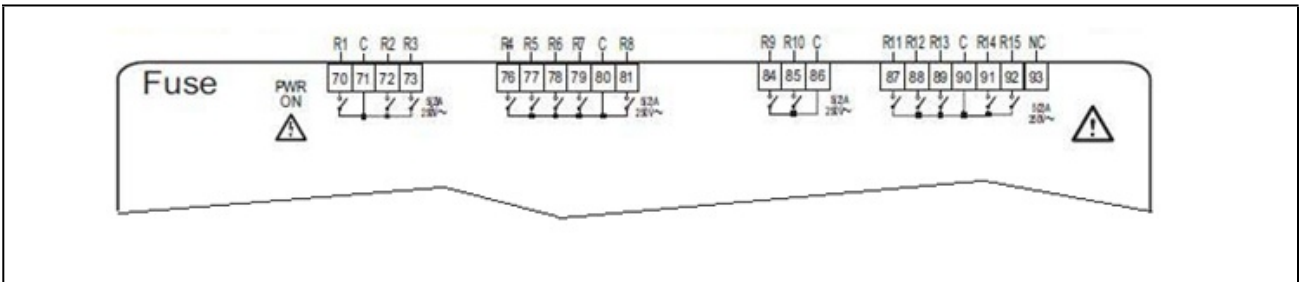 R1 C R2 R3 R4 R5 R6 R7 C R8 R9 R10 C R11 R12 R13 C R14 R15 NC
Fuse
70 71 72 73 76 77 78 79 80 81 84 85 86 87 88 89 90 91 92 93
PWR
ON